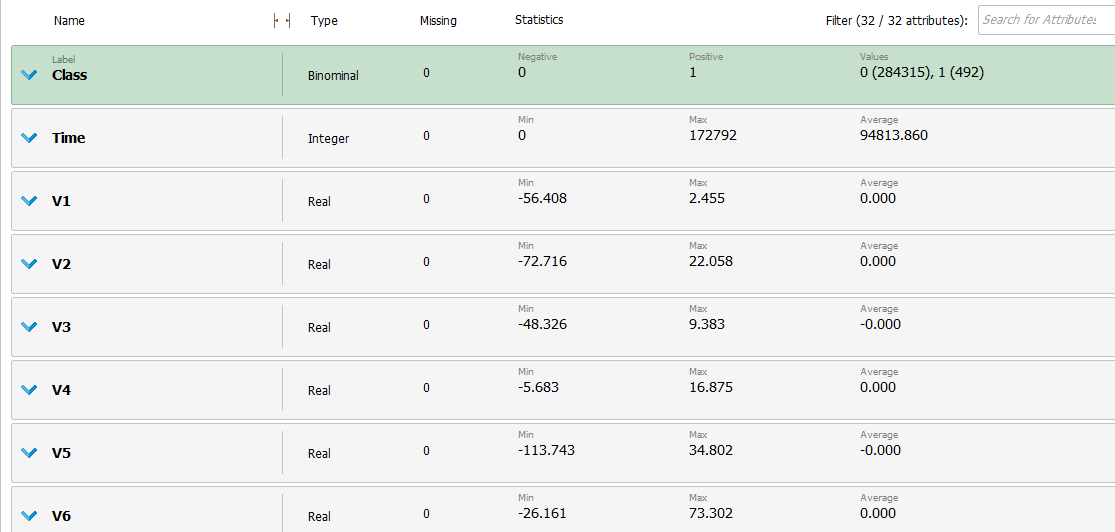 Name Type Missing Statistics Filter (32 / 32 attributes): Search for Attributes
Label Negative Positive Values
Class Binominal 0 0 1 0 (284315), 1 (492)
Min Max Average
Time Integer 0 0 172792 94813.860
Min Max Average
V1 Real 0 -56.408 2.455 0.000
Min Max Average
V2 Real 0 -72.716 22.058 0.000
Min Max Average
V3 Real 0 -48.326 9.383 -0.000
Min Max Average
V4 Real 0 -5.683 16.875 0.000
Min Max Average
V5 Real 0 -113.743 34.802 -0.000
Min Max Average
V6 Real 0 -26.161 73.302 0.000